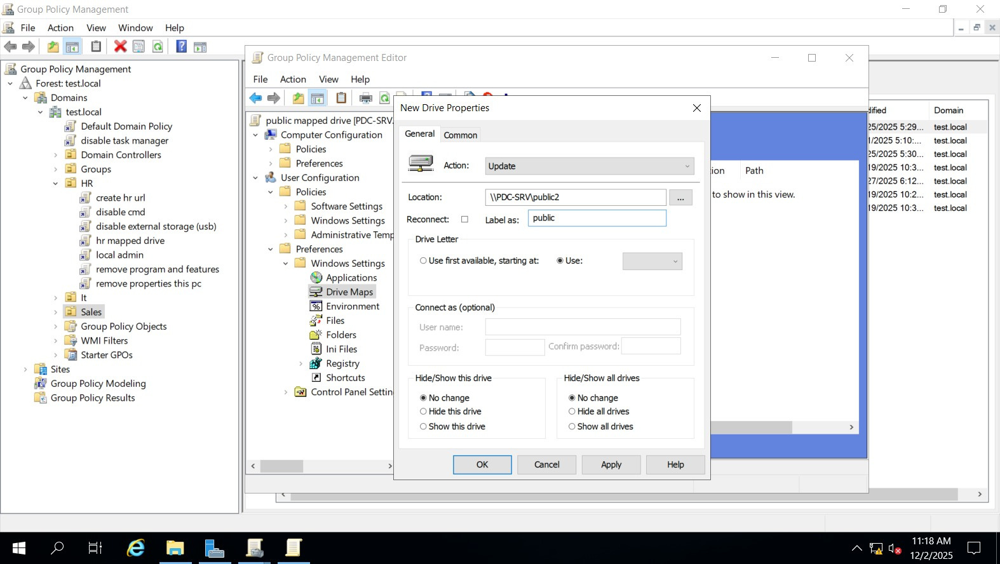 Group Policy Management
File Action View Window Help
Group Policy Management
Forest: test.local
Domains
test.local
Default Domain Policy
disable task manager
Domain Controllers
Groups
HR
create hr url
disable cmd
disable external storage (usb)
hr mapped drive
local admin
remove program and features
remove properties this pc
It
Sales
Group Policy Objects
WMI Filters
Starter GPOs
Sites
Group Policy Modeling
Group Policy Results
Group Policy Management Editor
File Action View Help
public mapped drive [PDC-SRV.
Computer Configuration
Policies
Preferences
User Configuration
Policies
Software Settings
Windows Settings
Administrative Temp
Preferences
Windows Settings
Applications
Drive Maps
Environment
Files
Folders
Ini Files
Registry
Shortcuts
Control Panel Settin
New Drive Properties
General Common
Action: Update
Location: \\PDC-SRV\public2 ...
Reconnect: Label as: public
Drive Letter
Use first available, starting at: Use:
Connect as (optional)
User name:
Password: Confirm password:
Hide/Show this drive Hide/Show all drives
No change No change
Hide this drive Hide all drives
Show this drive Show all drives
OK Cancel Apply Help
ion Path
to show in this view.
dified Domain
25/2025 5:29... test.local
1/2025 5:10:... test.local
25/2025 5:30... test.local
19/2025 10:3... test.local
27/2025 6:12... test.local
19/2025 10:2... test.local
19/2025 10:3... test.local
11:18 AM
12/2/2025